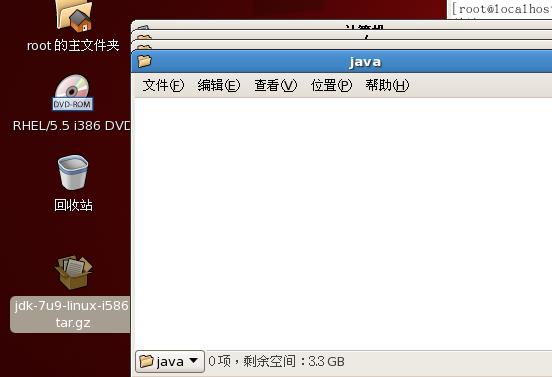 [root@localhost
root 的主文件夹
计算机
/
java
文件(F) 编辑(E) 查看(V) 位置(P) 帮助(H)
DVD-ROM
RHEL/5.5 i386 DVD
回收站
jdk-7u9-linux-i586
tar.gz
java 0 项，剩余空间：3.3 GB